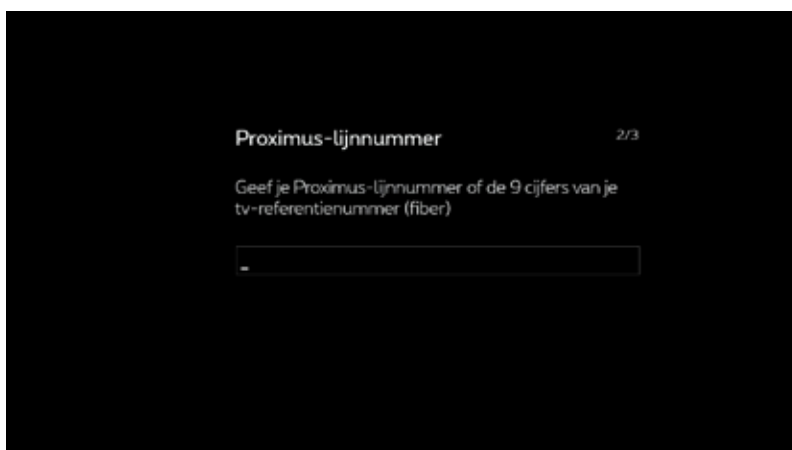 Proximus-lijnnummer 2/3
Geef je Proximus-lijnnummer of de 9 cijfers van je
tv-referentienummer (fiber)